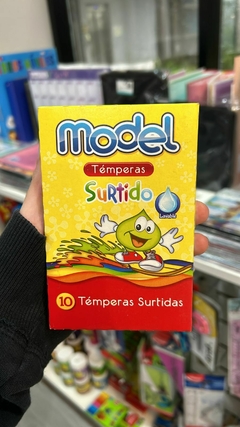 model
Témperas
Surtido
Lavable
10 Témperas Surtidas